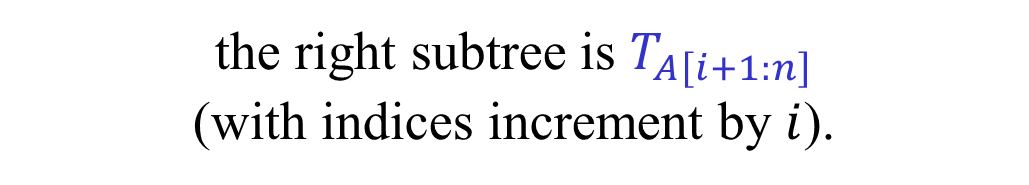 the right subtree is T_{A[i+1:n]}
(with indices increment by i).